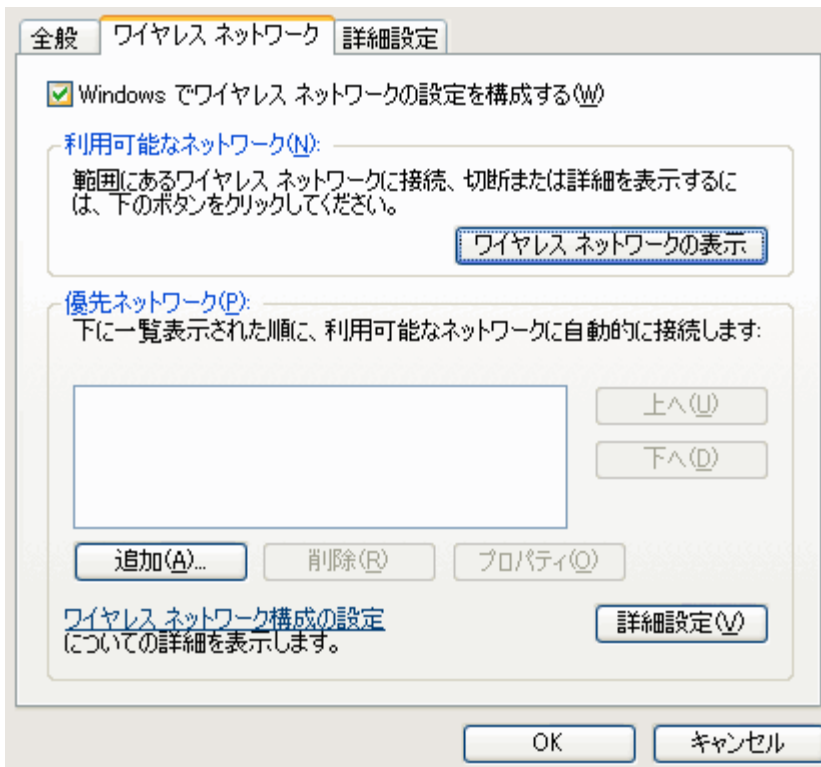 全般 ワイヤレス ネットワーク 詳細設定
Windows でワイヤレス ネットワークの設定を構成する(W)
利用可能なネットワーク(N):
範囲にあるワイヤレス ネットワークに接続、切断または詳細を表示するに
は、下のボタンをクリックしてください。
ワイヤレス ネットワークの表示
優先ネットワーク(P):
下に一覧表示された順に、利用可能なネットワークに自動的に接続します:
上へ(U)
下へ(D)
追加(A)... 削除(R) プロパティ(O)
ワイヤレス ネットワーク構成の設定
についての詳細を表示します。
詳細設定(V)
OK キャンセル